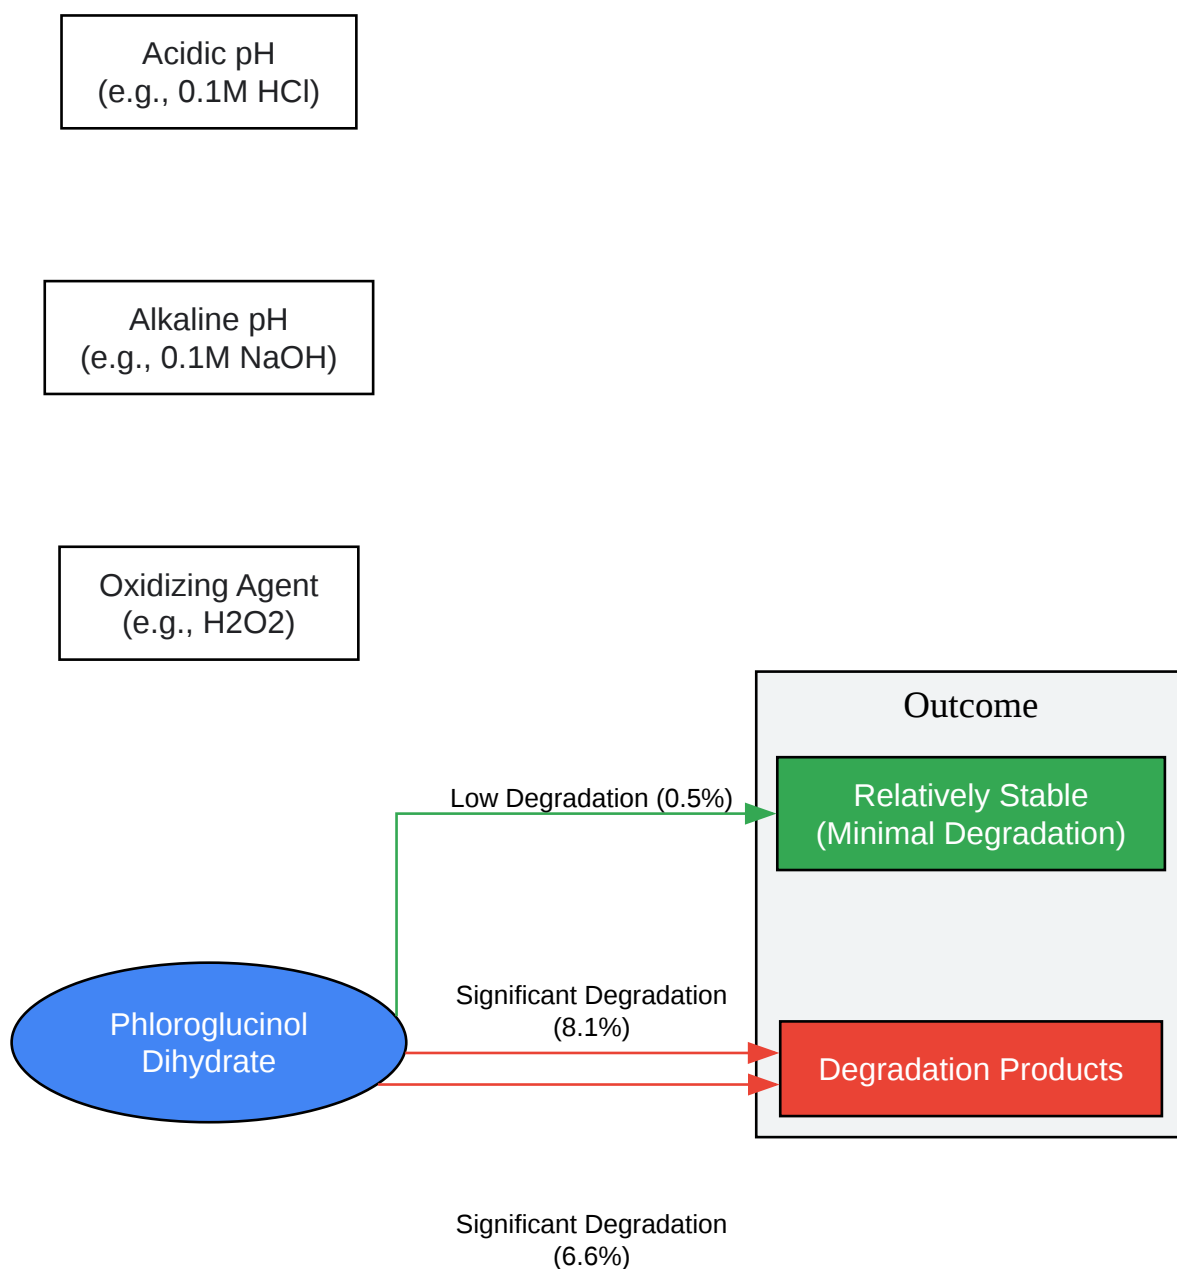 Acidic pH
(e.g., 0.1M HCl)
Alkaline pH
(e.g., 0.1M NaOH)
Oxidizing Agent
(e.g., H2O2)
Outcome
Low Degradation (0.5%)
Relatively Stable
(Minimal Degradation)
Significant Degradation
(8.1%)
Phloroglucinol
Dihydrate
Degradation Products
Significant Degradation
(6.6%)